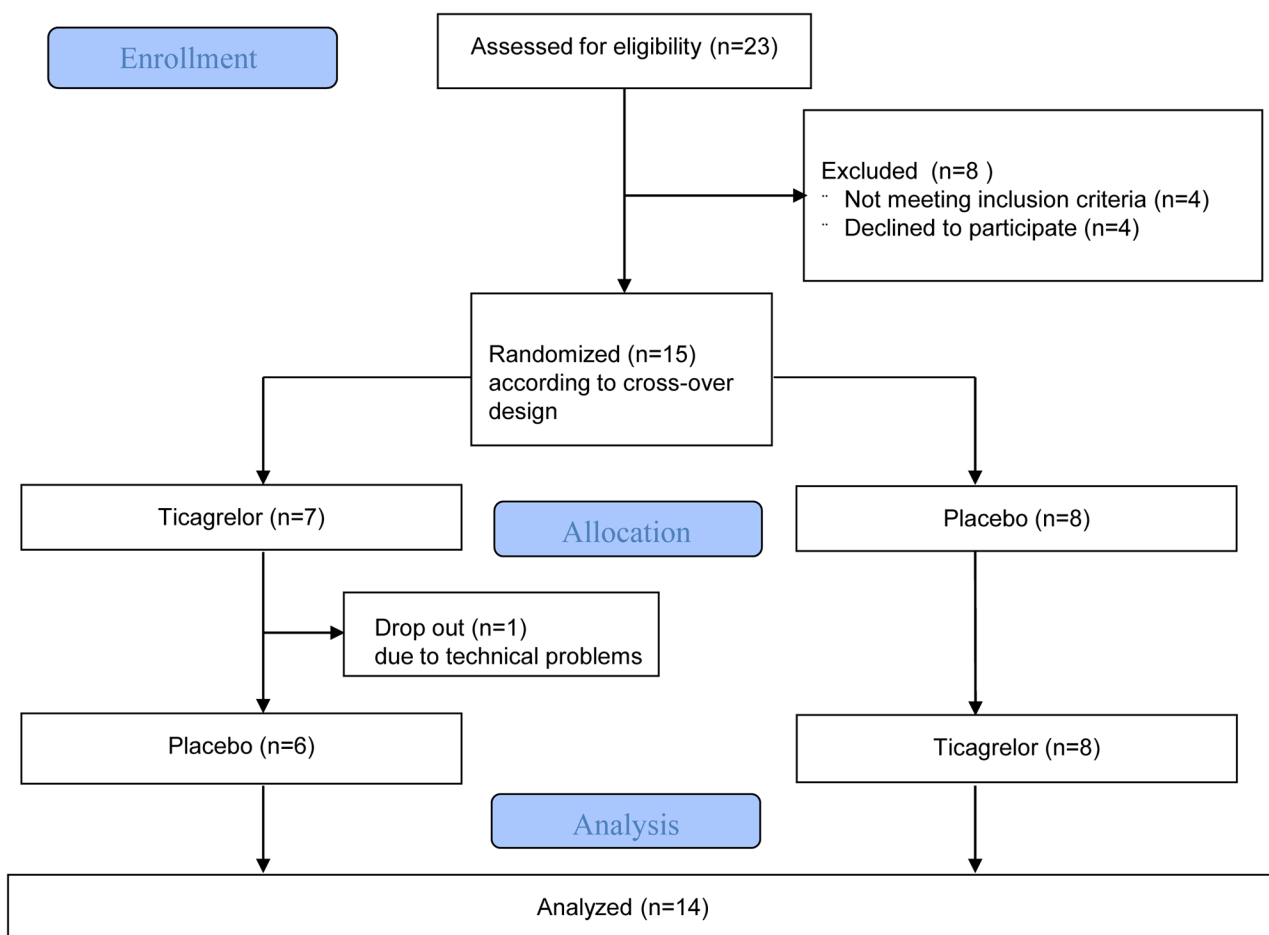 Enrollment
Assessed for eligibility (n=23)
Excluded  (n=8 )
¨ Not meeting inclusion criteria (n=4)
¨ Declined to participate (n=4)
Randomized (n=15)
according to cross-over
design
Ticagrelor (n=7)
Allocation
Placebo (n=8)
Drop out (n=1)
due to technical problems
Placebo (n=6)
Ticagrelor (n=8)
Analysis
Analyzed (n=14)